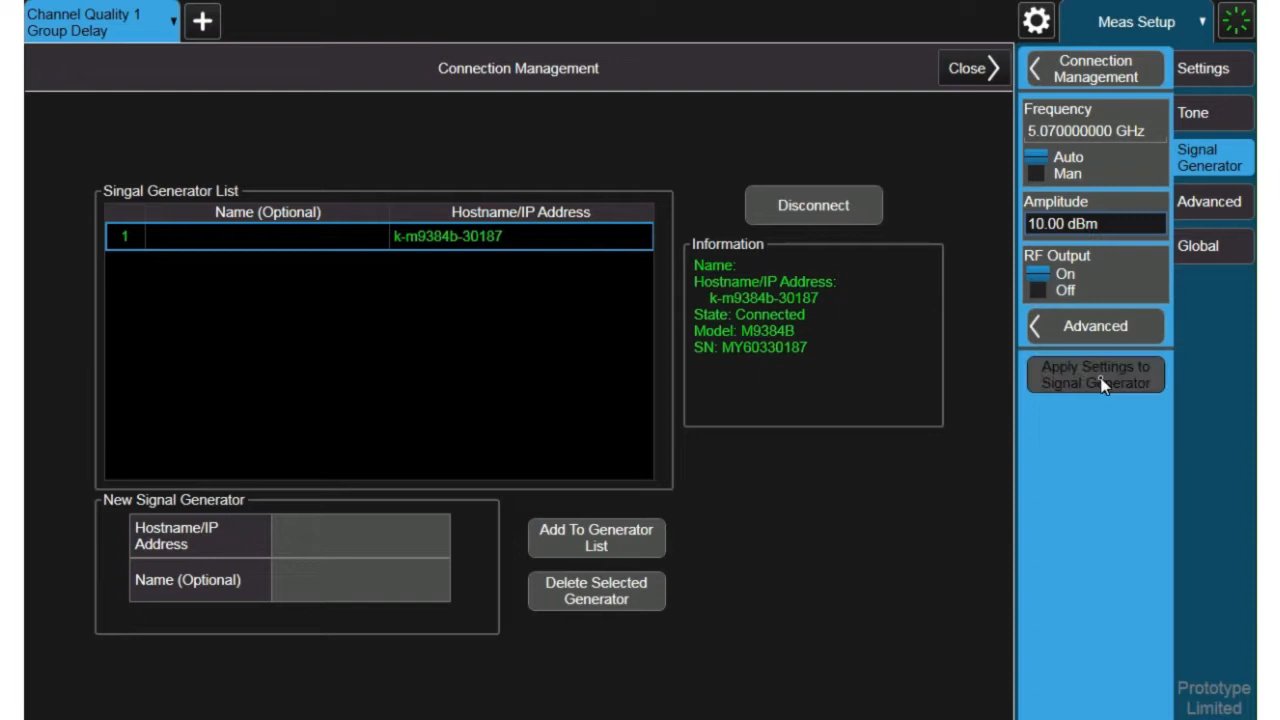 Channel Quality 1
Group Delay
Meas Setup
Connection Management
Close
Connection
Management
Settings
Frequency
5.070000000 GHz
Auto
Man
Tone
Signal
Generator
Amplitude
10.00 dBm
Advanced
RF Output
On
Off
Global
Advanced
Apply Settings to
Signal Generator
Singal Generator List
Name (Optional) Hostname/IP Address
1 k-m9384b-30187
Disconnect
Information
Name:
Hostname/IP Address:
k-m9384b-30187
State: Connected
Model: M9384B
SN: MY60330187
New Signal Generator
Hostname/IP
Address
Name (Optional)
Add To Generator
List
Delete Selected
Generator
Prototype
Limited